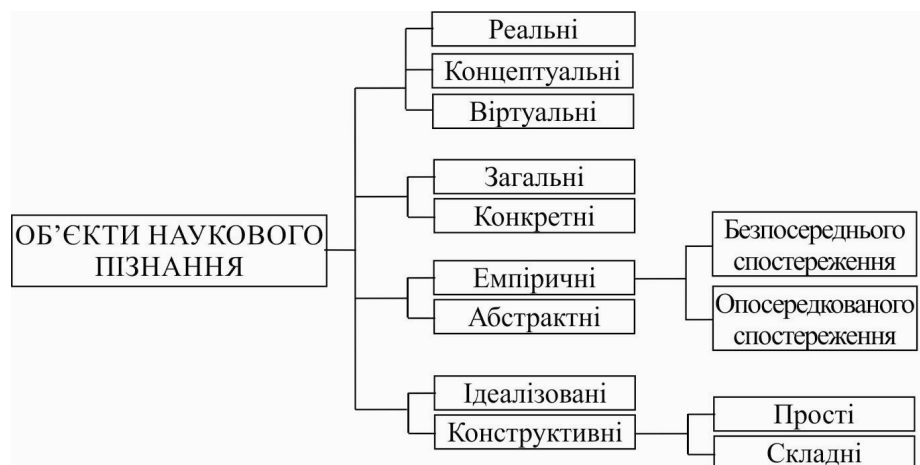 Реальні
Концептуальні
Віртуальні
Загальні
Конкретні
ОБ’ЄКТИ НАУКОВОГО
ПІЗНАННЯ
Емпіричні
Абстрактні
Безпосереднього
спостереження
Опосередкованого
спостереження
Ідеалізовані
Конструктивні
Прості
Складні